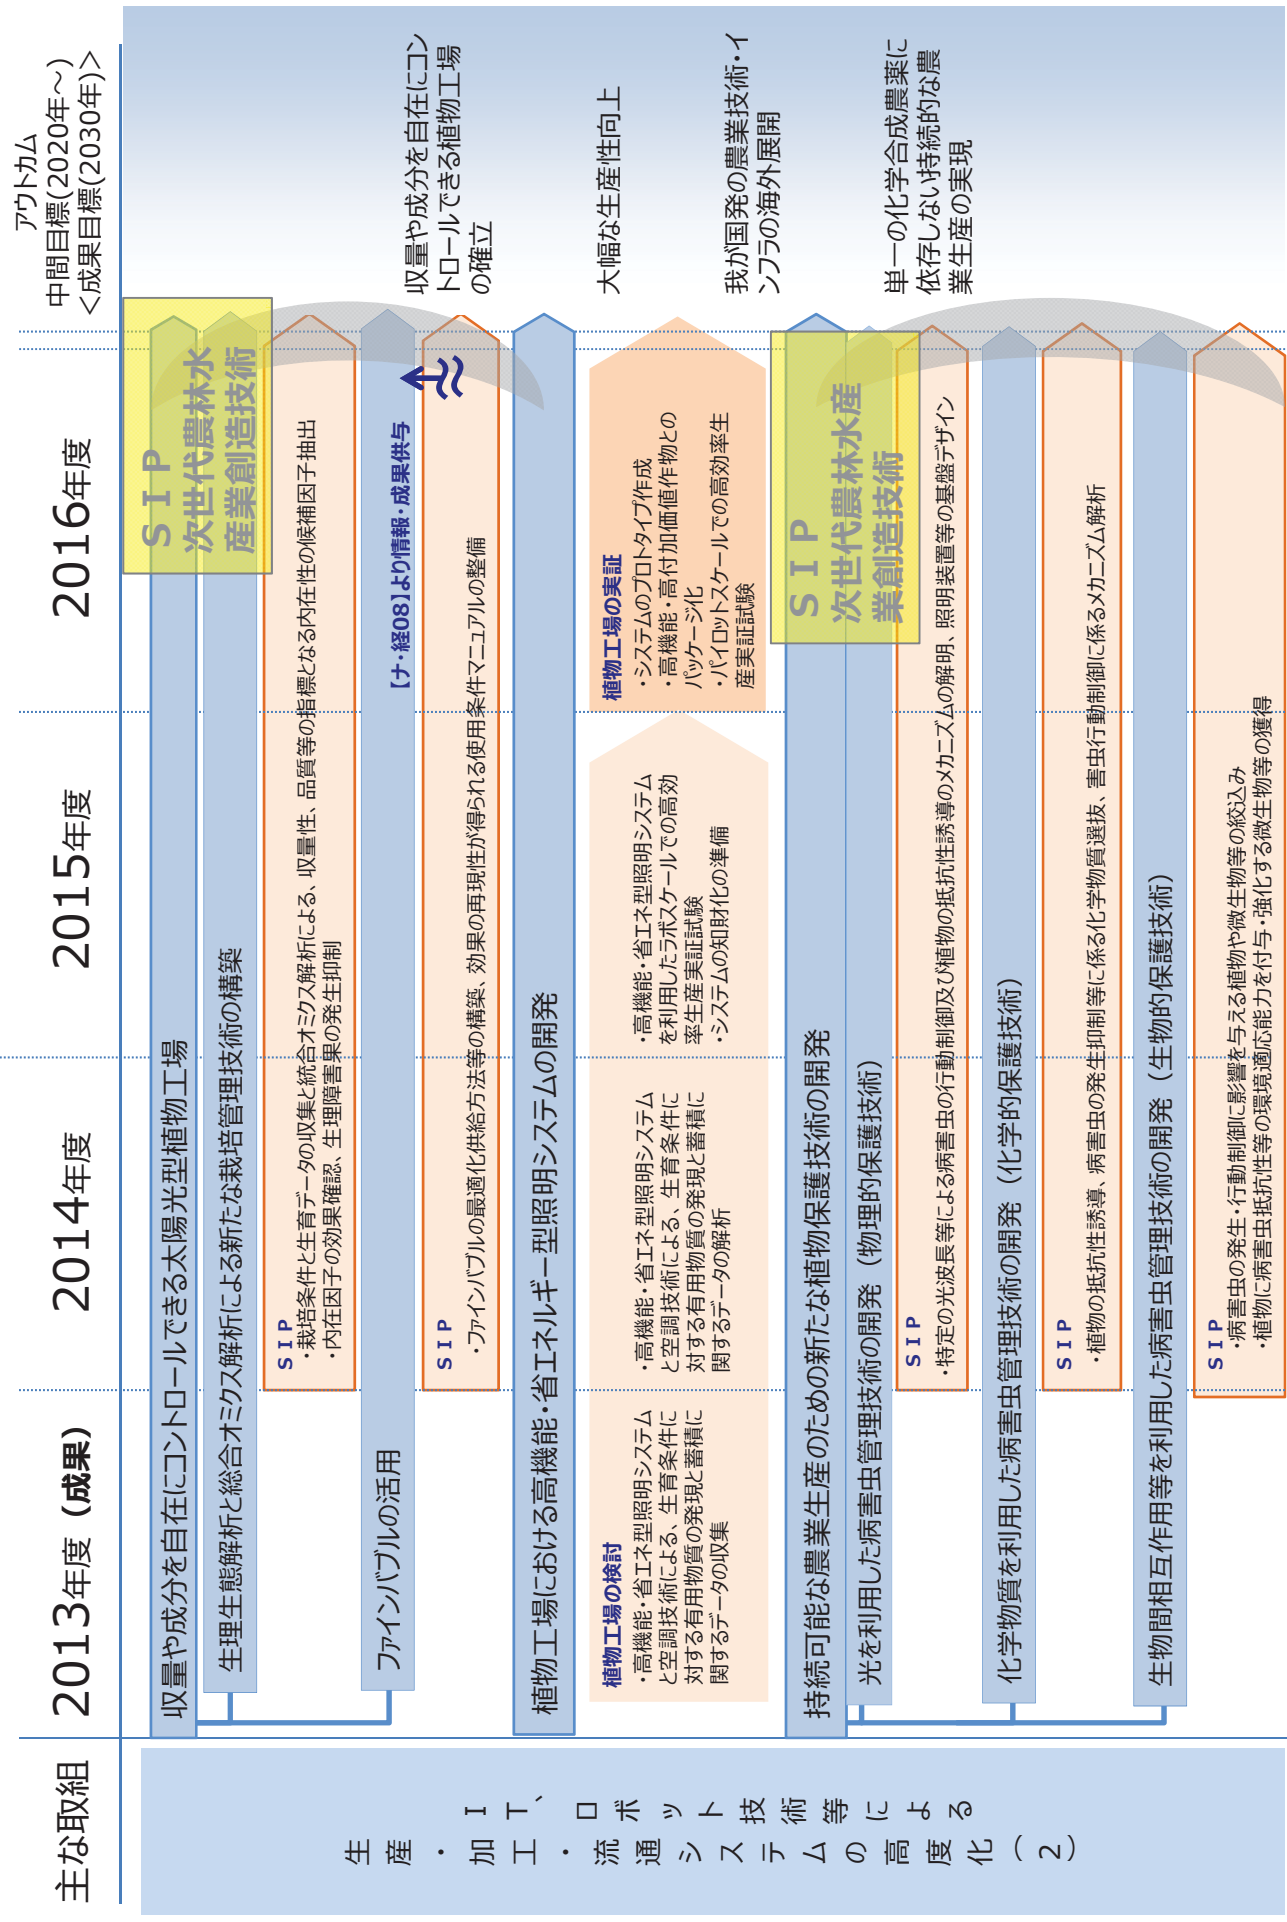 主な取組
2013年度（成果）
2014年度
2015年度
2016年度
アウトカム
中間目標(2020年～)
＜成果目標(2030年)＞
ＩＴ、ロボット技術等による
生産・加工・流通システムの高度化(2)
収量や成分を自在にコントロールできる太陽光型植物工場
生理生態解析と総合オミクス解析による新たな栽培管理技術の構築
ＳＩＰ
・栽培条件と生育データの収集と統合オミクス解析による、収量性、品質等の指標となる内在性の候補因子抽出
・内在因子の効果確認、生理障害果の発生抑制
ファインバブルの活用
【ナ・経08】より情報・成果供与
ＳＩＰ
・ファインバブルの最適化供給方法等の構築、効果の再現性が得られる使用条件マニュアルの整備
ＳＩＰ
次世代農林水
産業創造技術
植物工場における高機能・省エネルギー型照明システムの開発
植物工場の検討
・高機能・省エネ型照明システム
と空調技術による、生育条件に
対する有用物質の発現と蓄積に
関するデータの収集
・高機能・省エネ型照明システム
と空調技術による、生育条件に
対する有用物質の発現と蓄積に
関するデータの解析
・高機能・省エネ型照明システム
を利用したラボスケールでの高効
率生産実証試験
・システムの知財化の準備
植物工場の実証
・システムのプロトタイプ作成
・高機能・高付加価値作物との
パッケージ化
・パイロットスケールでの高効率生
産実証試験
持続可能な農業生産のための新たな植物保護技術の開発
光を利用した病害虫管理技術の開発（物理的保護技術）
ＳＩＰ
・特定の光波長等による病害虫の行動制御及び植物の抵抗性誘導のメカニズムの解明、照明装置等の基盤デザイン
化学物質を利用した病害虫管理技術の開発（化学的保護技術）
ＳＩＰ
・植物の抵抗性誘導、病害虫の発生抑制等に係る化学物質選抜、害虫行動制御に係るメカニズム解析
生物間相互作用等を利用した病害虫管理技術の開発（生物的保護技術）
ＳＩＰ
・病害虫の発生・行動制御に影響を与える植物や微生物等の絞込み
・植物に病害虫抵抗性等の環境適応能力を付与・強化する微生物等の獲得
ＳＩＰ
次世代農林水産
業創造技術
収量や成分を自在にコン
トロールできる植物工場
の確立
大幅な生産性向上
我が国発の農業技術・イ
ンフラの海外展開
単一の化学合成農薬に
依存しない持続的な農
業生産の実現